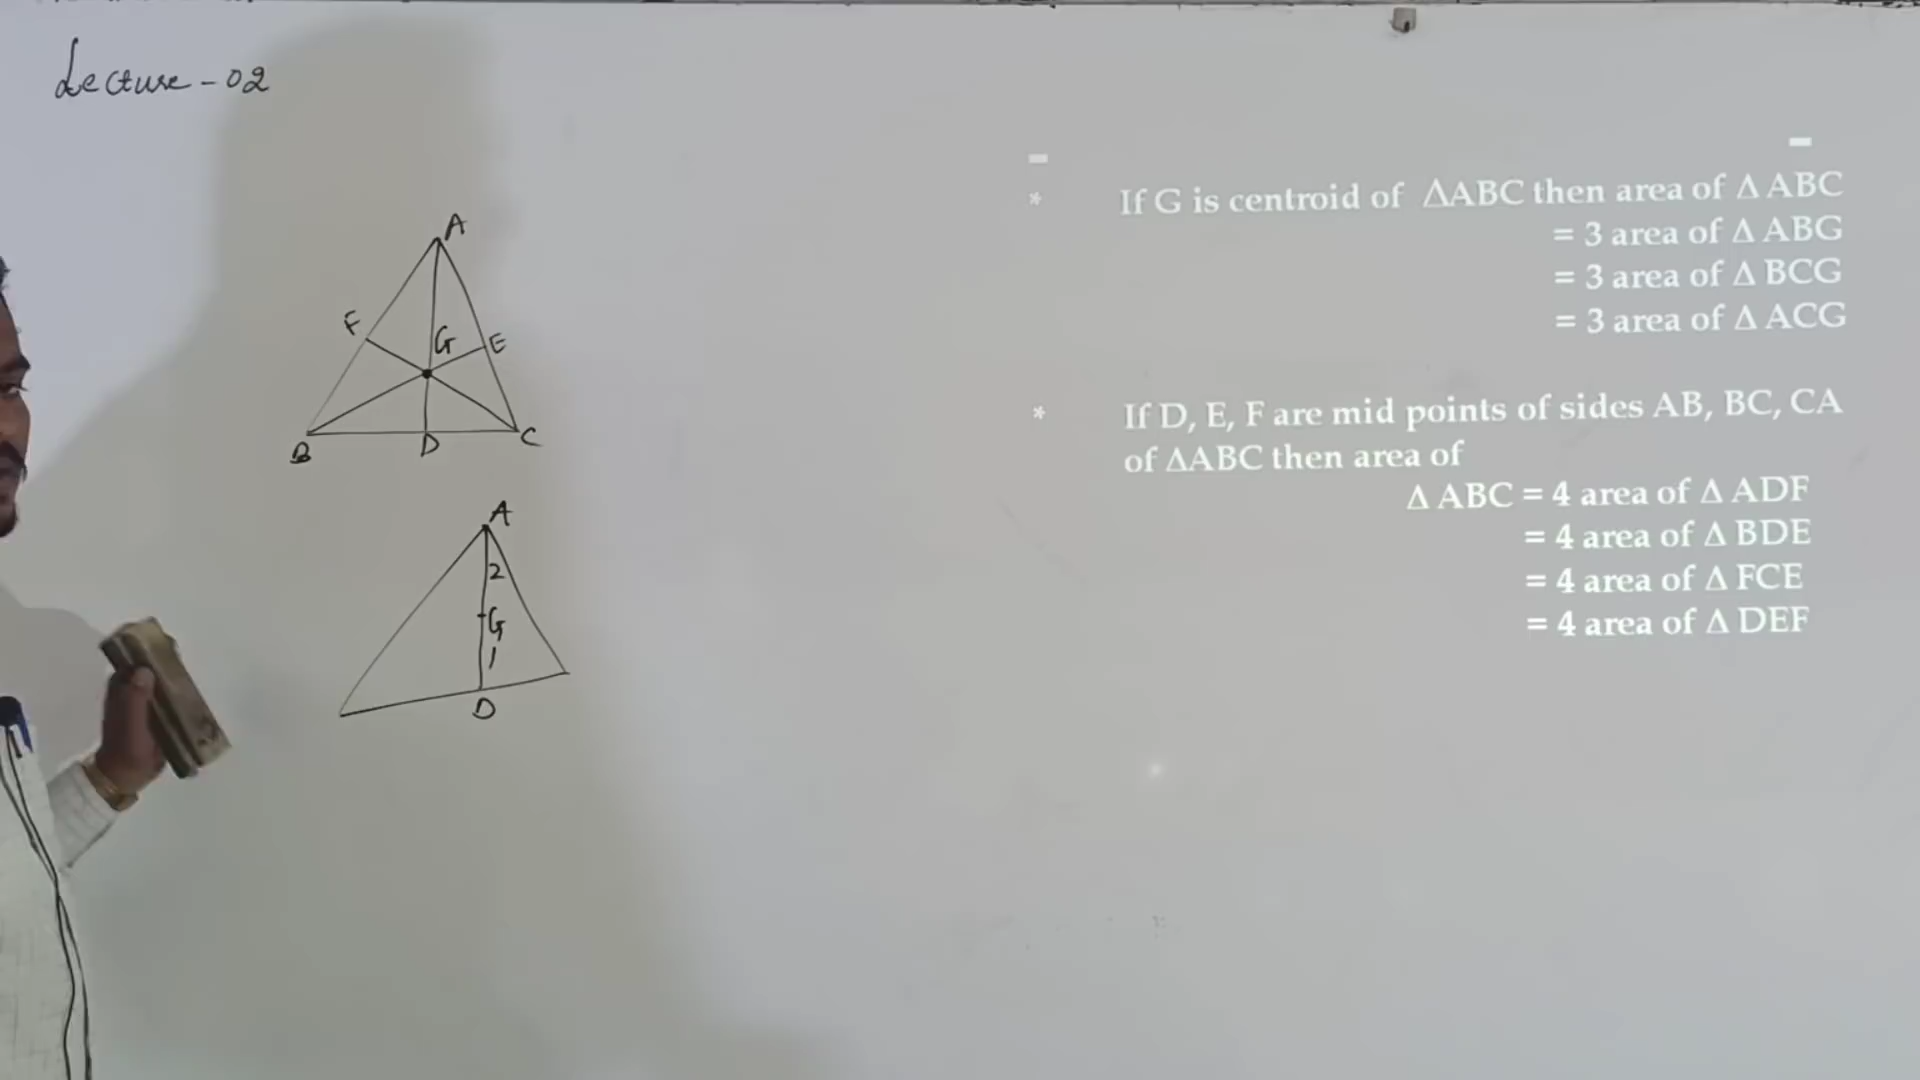 Lecture-02
A
F
G
E
B
D
C
A
2
G
1
D
* If G is centroid of ΔABC then area of Δ ABC
= 3 area of Δ ABG
= 3 area of Δ BCG
= 3 area of Δ ACG
* If D, E, F are mid points of sides AB, BC, CA
of ΔABC then area of
Δ ABC = 4 area of Δ ADF
= 4 area of Δ BDE
= 4 area of Δ FCE
= 4 area of Δ DEF